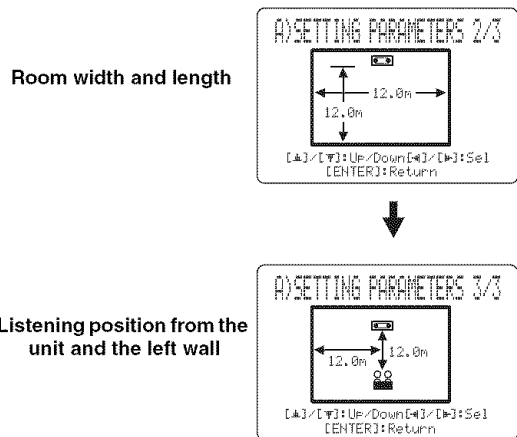 A)SETTING PARAMETERS 2/3
Room width and length
12.0m
12.0m
[▲]/[▼]:Up/Down[◄]/[►]:Sel
[ENTER]:Return
A)SETTING PARAMETERS 3/3
Listening position from the
unit and the left wall
12.0m
12.0m
[▲]/[▼]:Up/Down[◄]/[►]:Sel
[ENTER]:Return